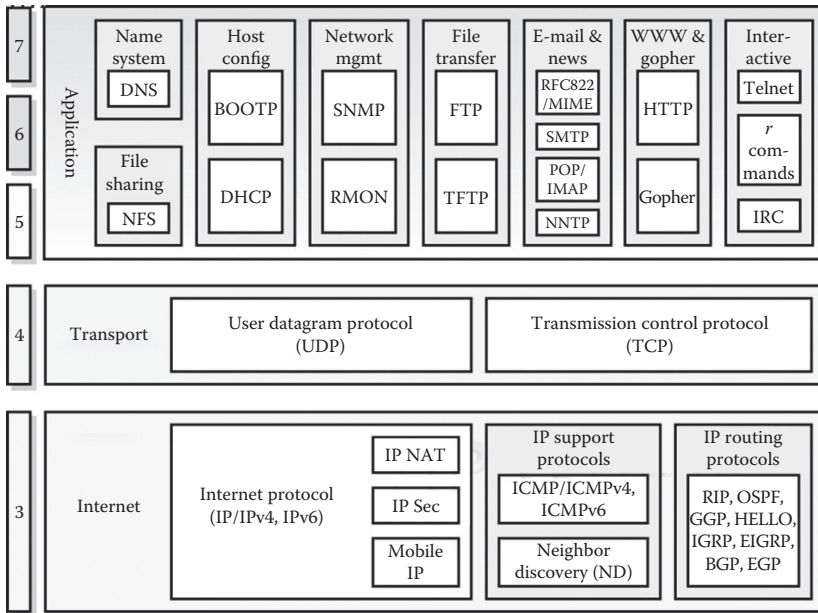 7
6
5
Application
Name
system
DNS
File
sharing
NFS
Host
config
BOOTP
DHCP
Network
mgmt
SNMP
RMON
File
transfer
FTP
TFTP
E-mail &
news
RFC822
/MIME
SMTP
POP/
IMAP
NNTP
WWW &
gopher
HTTP
Gopher
Inter-
active
Telnet
r
com-
mands
IRC
4
Transport
User datagram protocol
(UDP)
Transmission control protocol
(TCP)
3
Internet
Internet protocol
(IP/IPv4, IPv6)
IP NAT
IP Sec
Mobile
IP
IP support
protocols
ICMP/ICMPv4,
ICMPv6
Neighbor
discovery (ND)
IP routing
protocols
RIP, OSPF,
GGP, HELLO,
IGRP, EIGRP,
BGP, EGP